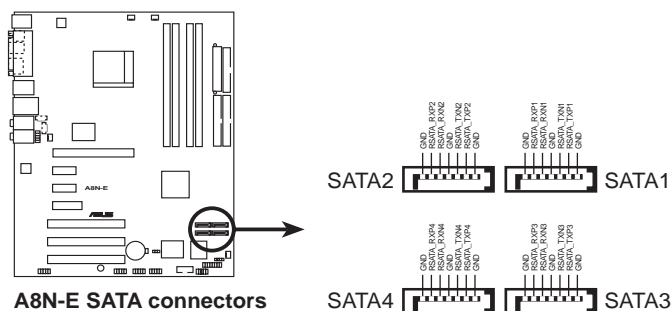 GND
RSATA_RXP2
RSATA_RXN2
GND
RSATA_TXN2
RSATA_TXP2
GND
GND
RSATA_RXP1
RSATA_RXN1
GND
RSATA_TXN1
RSATA_TXP1
GND
SATA2
SATA1
A8N-E
ASUS
GND
RSATA_RXP4
RSATA_RXN4
GND
RSATA_TXN4
RSATA_TXP4
GND
GND
RSATA_RXP3
RSATA_RXN3
GND
RSATA_TXN3
RSATA_TXP3
GND
A8N-E SATA connectors
SATA4
SATA3